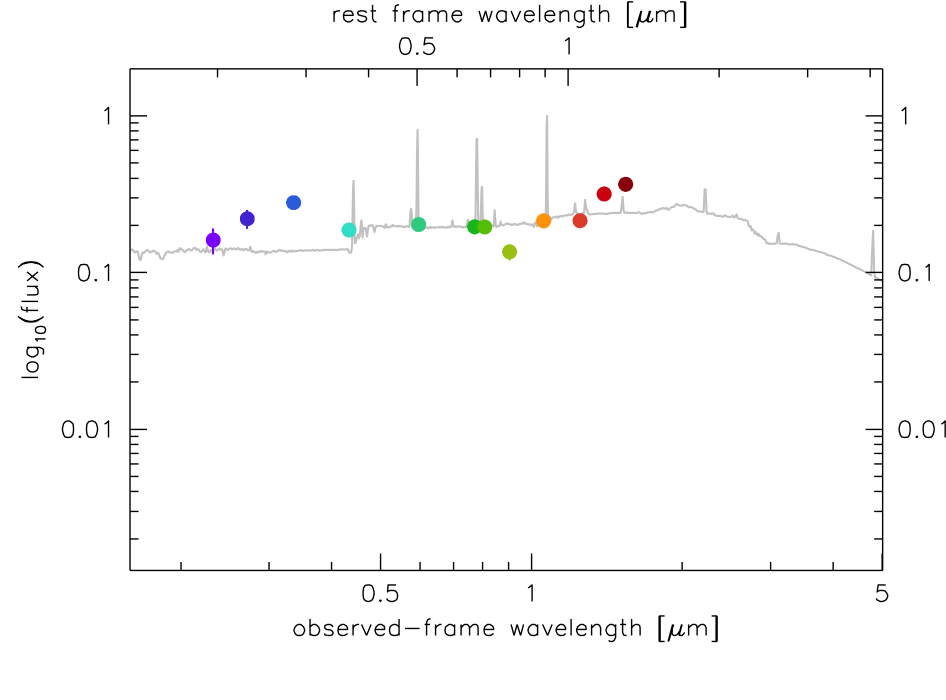 rest frame wavelength [μm]
0.5 1
1 1
0.1 0.1
0.01 0.01
log10(flux)
0.5 1 5
observed-frame wavelength [μm]